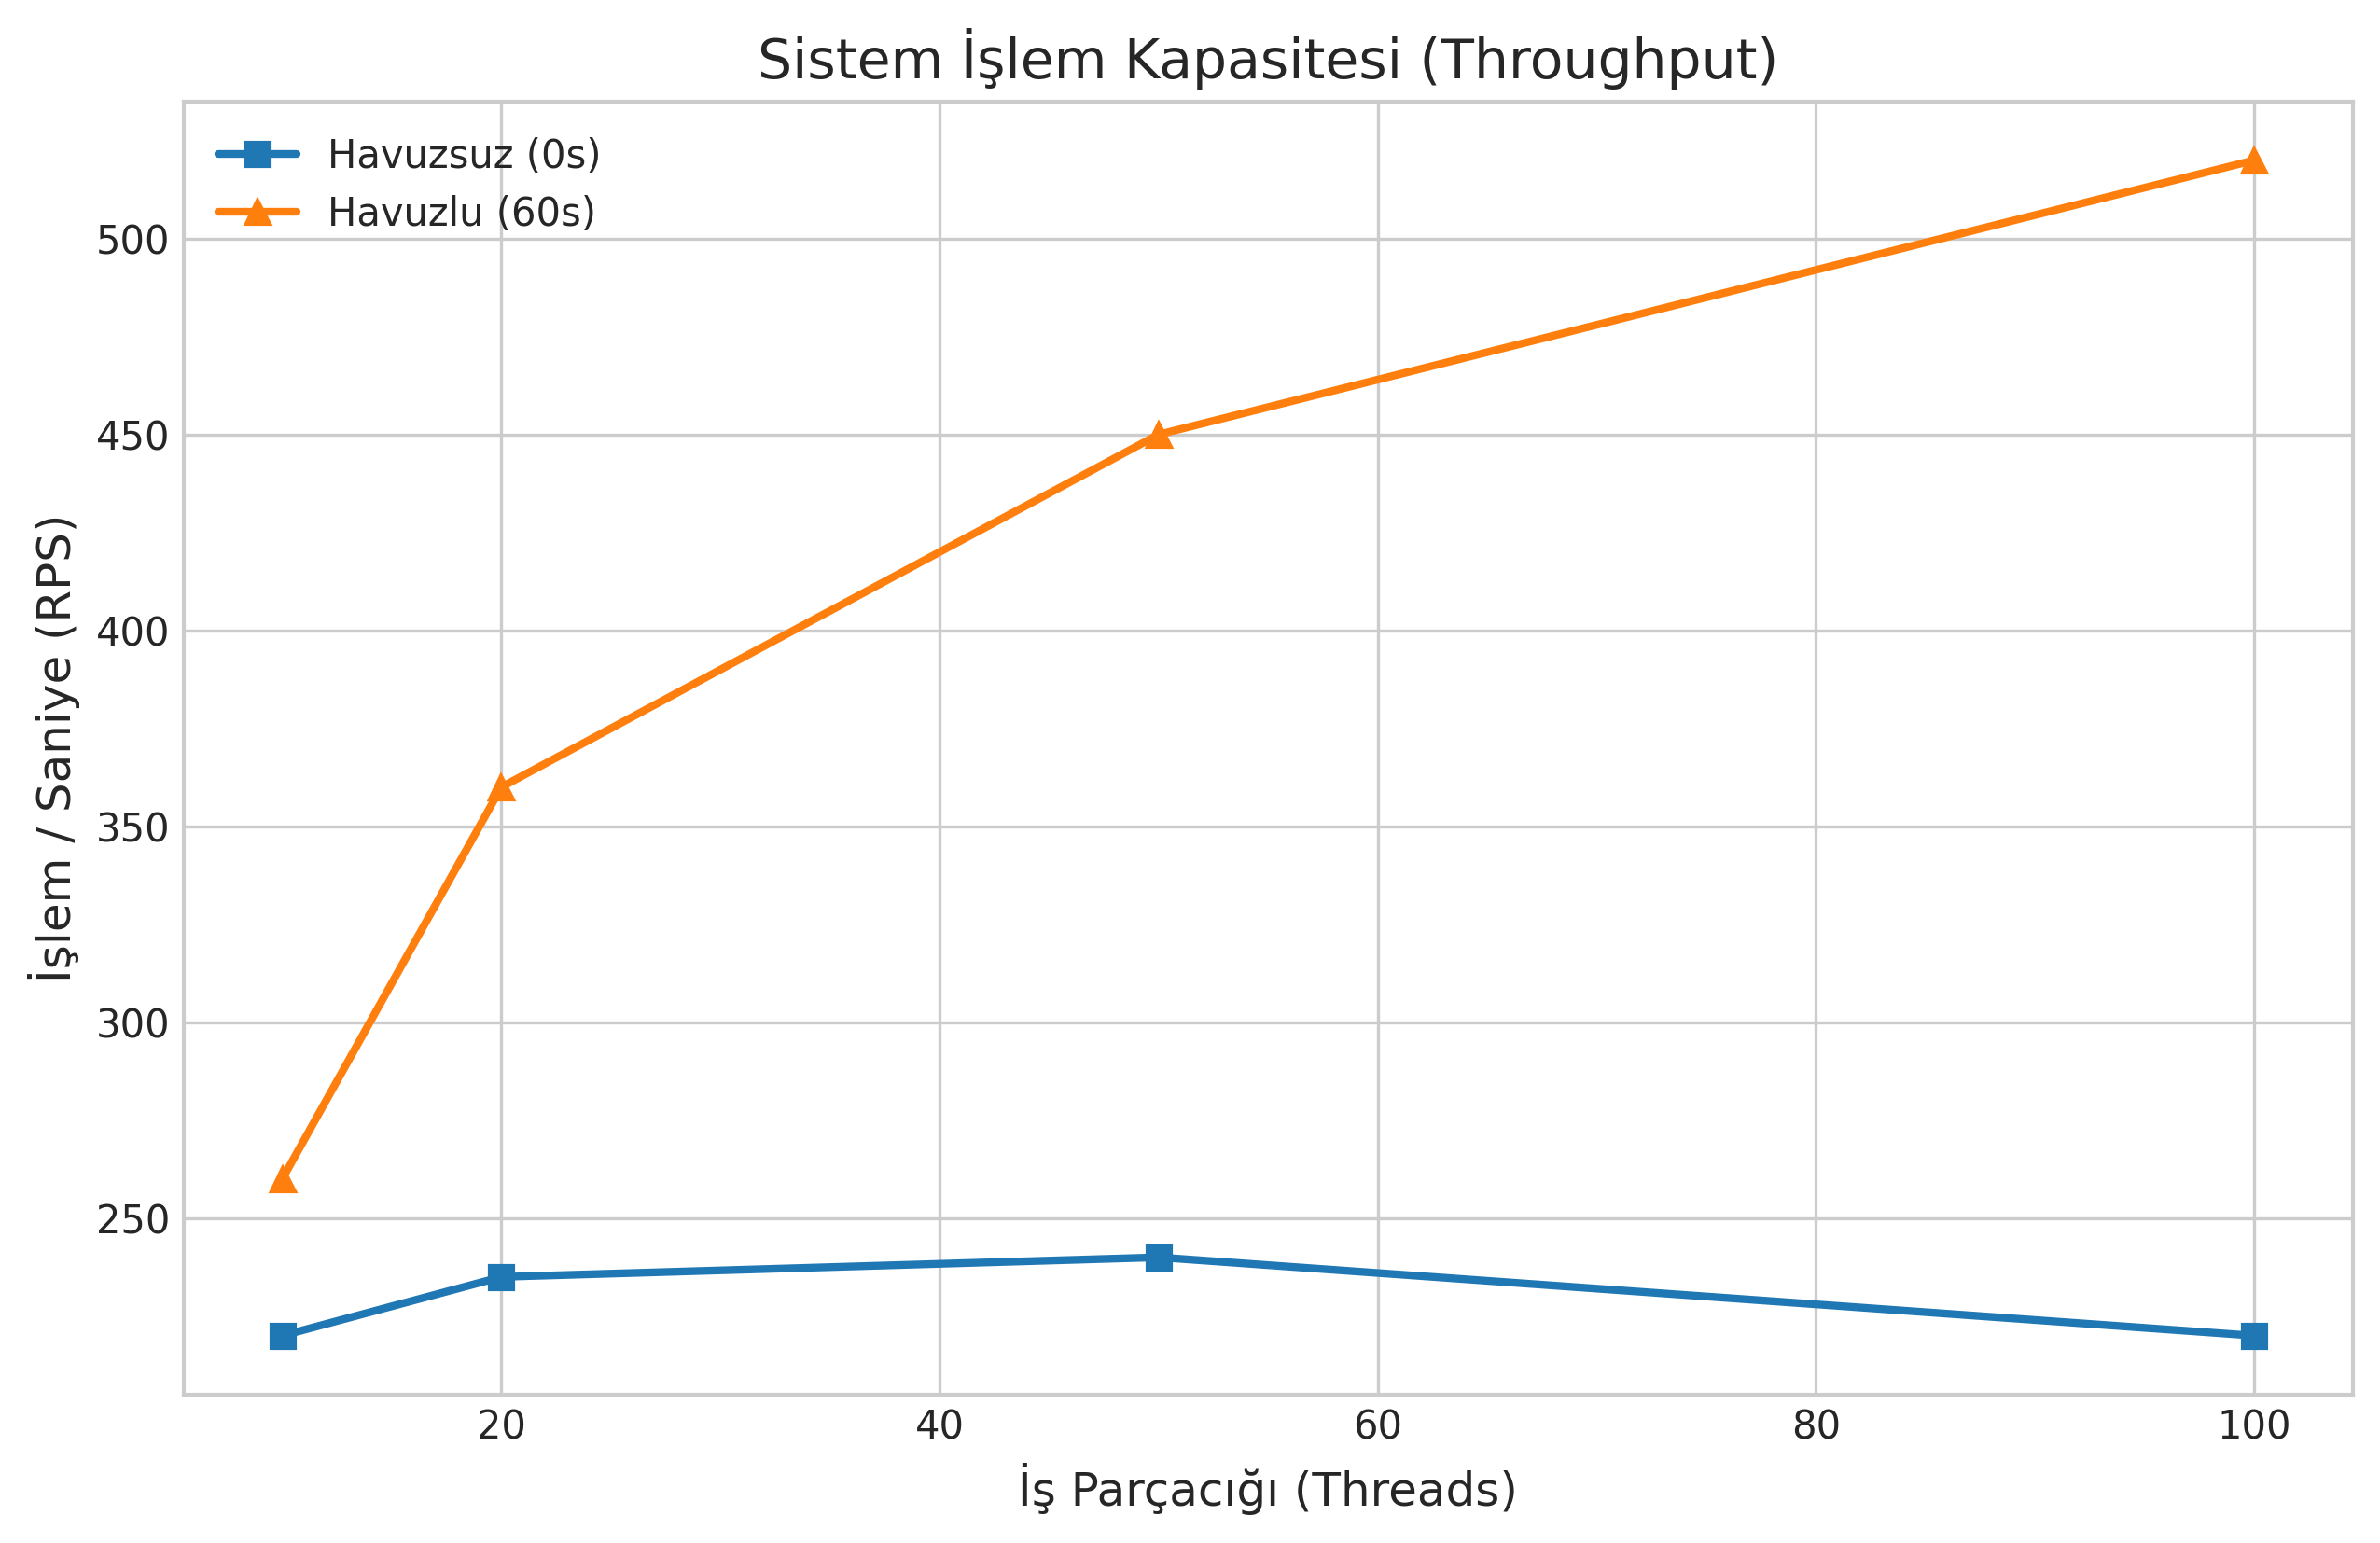 Sistem İşlem Kapasitesi (Throughput)
Havuzsuz (0s)
Havuzlu (60s)
500
450
400
350
300
250
İşlem / Saniye (RPS)
20 40 60 80 100
İş Parçacığı (Threads)